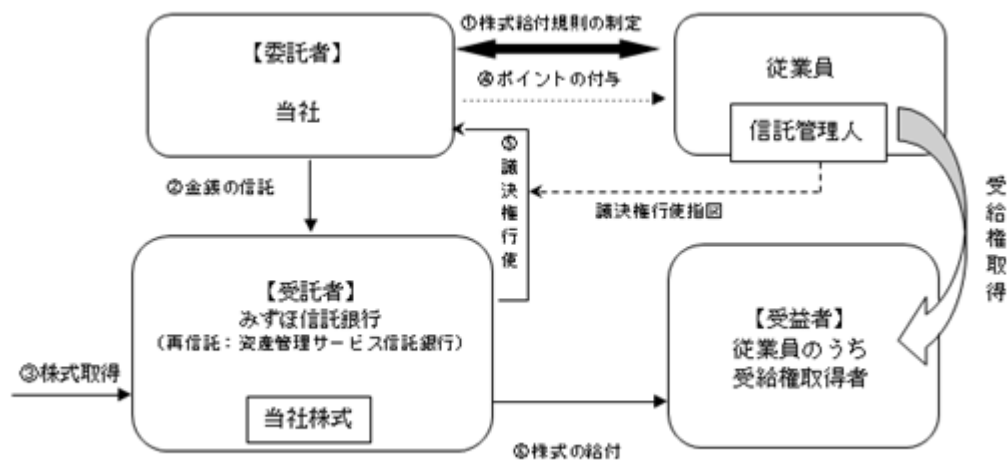 ①株式給付規則の制定
【委託者】
当社
④ポイントの付与
従業員
信託管理人
②金銭の信託
⑤議決権行使
議決権行使指図
受給権取得
【受託者】
みずほ信託銀行
(再信託：資産管理サービス信託銀行)
③株式取得
当社株式
【受益者】
従業員のうち
受給権取得者
⑥株式の給付